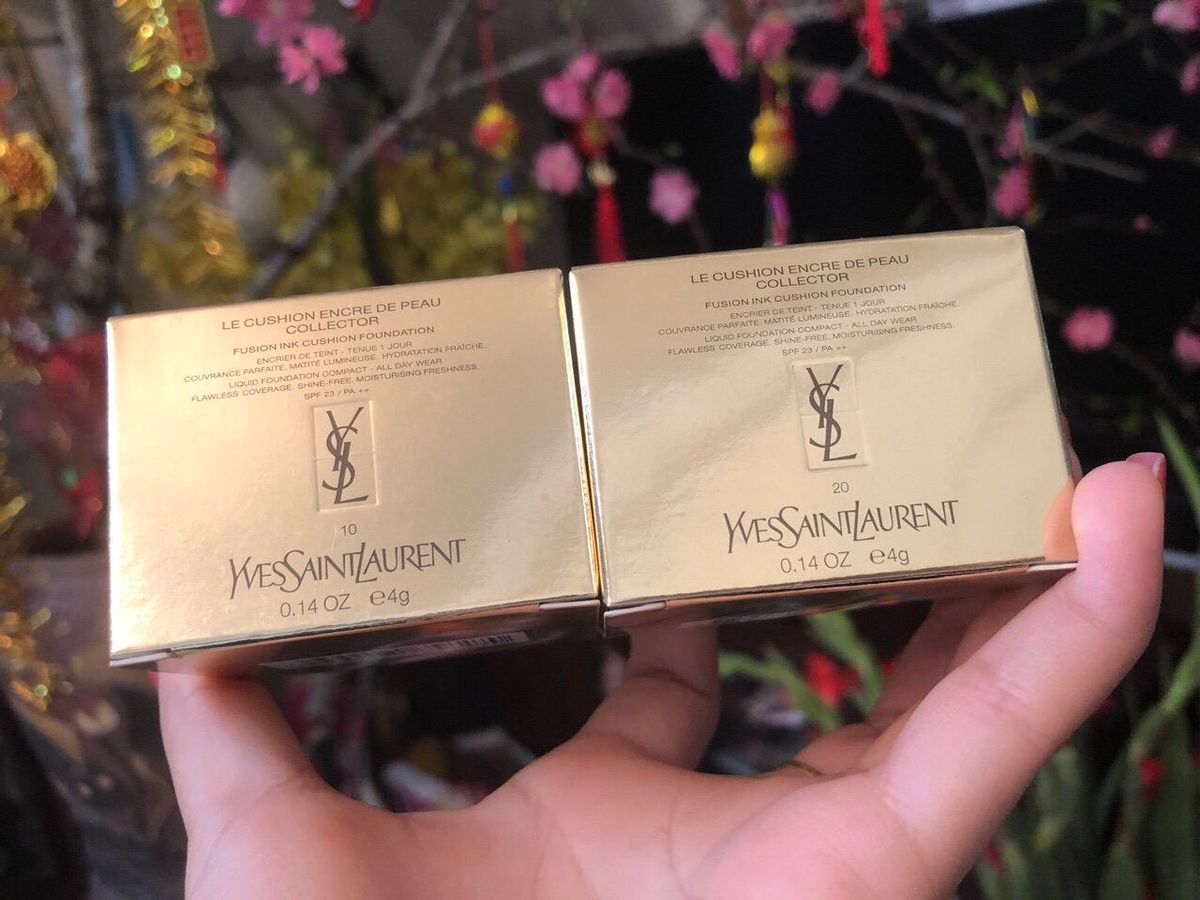 LE CUSHION ENCRE DE PEAU
COLLECTOR
FUSION INK CUSHION FOUNDATION
ENCRIER DE TEINT - TENUE 1 JOUR
COUVRANCE PARFAITE. MATITÉ LUMINEUSE. HYDRATATION FRAÎCHE.
LIQUID FOUNDATION COMPACT - ALL DAY WEAR
FLAWLESS COVERAGE. SHINE-FREE. MOISTURISING FRESHNESS.
SPF 23 / PA ++
YSL
10
YVESSAINTLAURENT
0.14 OZ ℮4g
LE CUSHION ENCRE DE PEAU
COLLECTOR
FUSION INK CUSHION FOUNDATION
ENCRIER DE TEINT - TENUE 1 JOUR
COUVRANCE PARFAITE. MATITÉ LUMINEUSE. HYDRATATION FRAÎCHE.
LIQUID FOUNDATION COMPACT - ALL DAY WEAR
FLAWLESS COVERAGE. SHINE-FREE. MOISTURISING FRESHNESS.
SPF 23 / PA ++
YSL
20
YVESSAINTLAURENT
0.14 OZ ℮4g